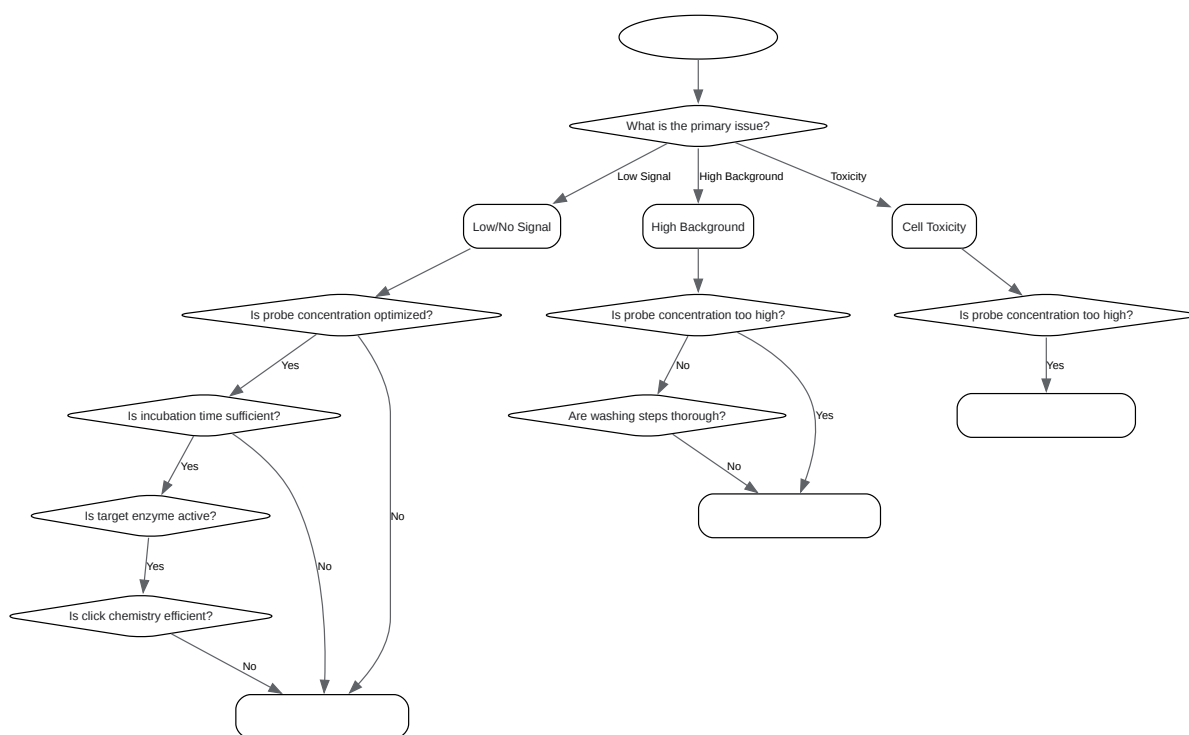 What is the primary issue?
Low Signal
High Background
Toxicity
Low/No Signal
High Background
Cell Toxicity
Is probe concentration optimized?
Is probe concentration too high?
Is probe concentration too high?
Yes
No
Yes
Is incubation time sufficient?
Are washing steps thorough?
Yes
Yes
No
Is target enzyme active?
No
Yes
No
Is click chemistry efficient?
No